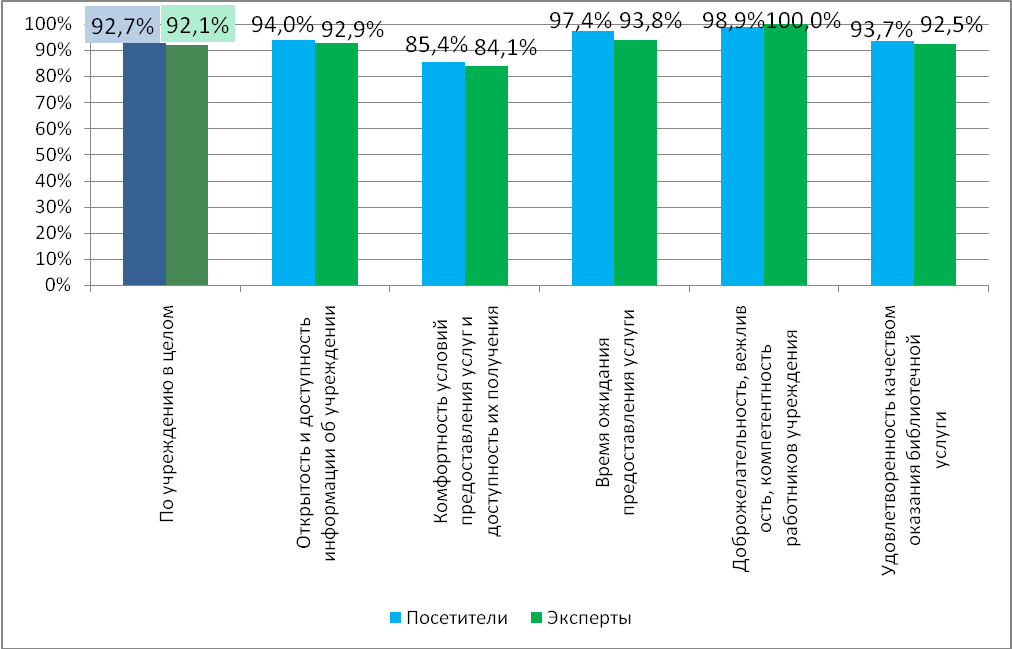 92,7%
92,1%
94,0%
92,9%
85,4%
84,1%
97,4%
93,8%
98,9%
100,0%
93,7%
92,5%
100%
90%
80%
70%
60%
50%
40%
30%
20%
10%
0%
По учреждению в целом
Открытость и доступность
информации об учреждении
Комфортность условий
предоставления услуг и
доступность их получения
Время ожидания
предоставления услуги
Доброжелательность, вежлив
ость, компетентность
работников учреждения
Удовлетворенность качеством
оказания библиотечной
услуги
Посетители
Эксперты